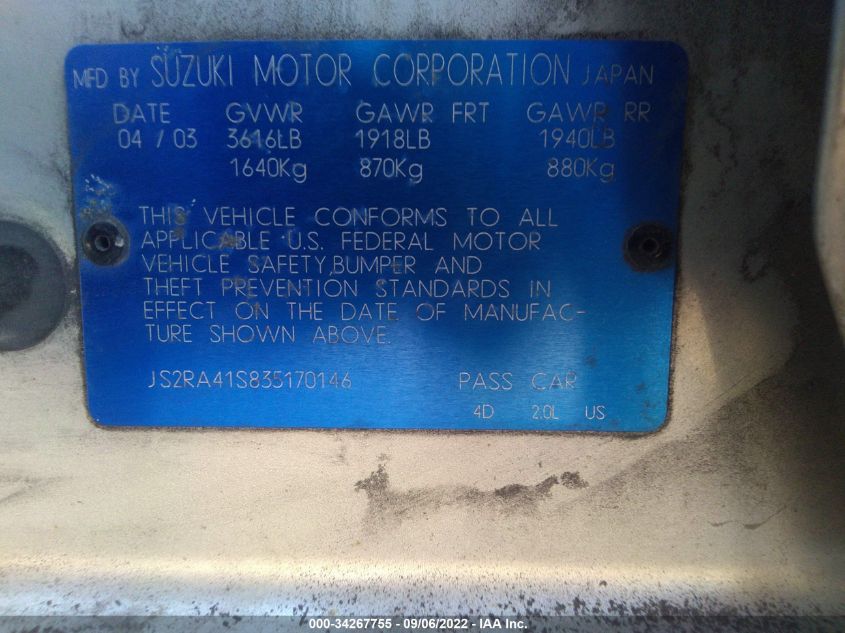 MFD BY SUZUKI MOTOR CORPORATION JAPAN
DATE GVWR GAWR FRT GAWR RR
04 / 03 3616LB 1918LB 1940LB
1640Kg 870Kg 880Kg
THIS VEHICLE CONFORMS TO ALL
APPLICABLE U.S. FEDERAL MOTOR
VEHICLE SAFETY,BUMPER AND
THEFT PREVENTION STANDARDS IN
EFFECT ON THE DATE OF MANUFAC-
TURE SHOWN ABOVE.
JS2RA41S835170146 PASS CAR
4D 2.0L US
000-34267755 - 09/06/2022 - IAA Inc.